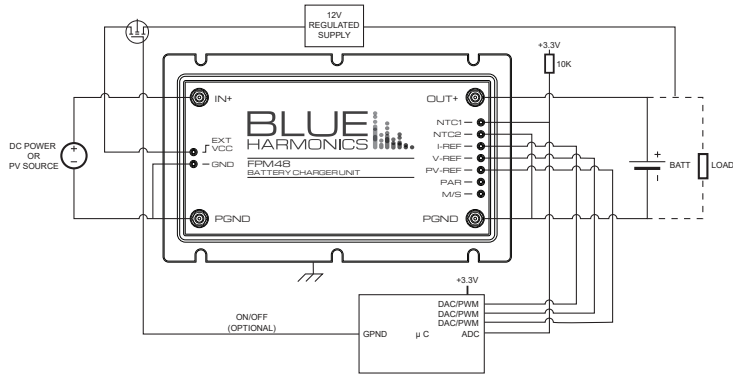 12V
REGULATED
SUPPLY
+3.3V
10K
IN+
OUT+
BLUE
HARMONICS
FPM48
BATTERY CHARGER UNIT
EXT
VCC
GND
NTC1
NTC2
I-REF
V-REF
PV-REF
PAR
M/S
PGND
PGND
DC POWER
OR
PV SOURCE
+
−
+
BATT
LOAD
+3.3V
ON/OFF
(OPTIONAL)
GPND
μ C
DAC/PWM
DAC/PWM
DAC/PWM
ADC